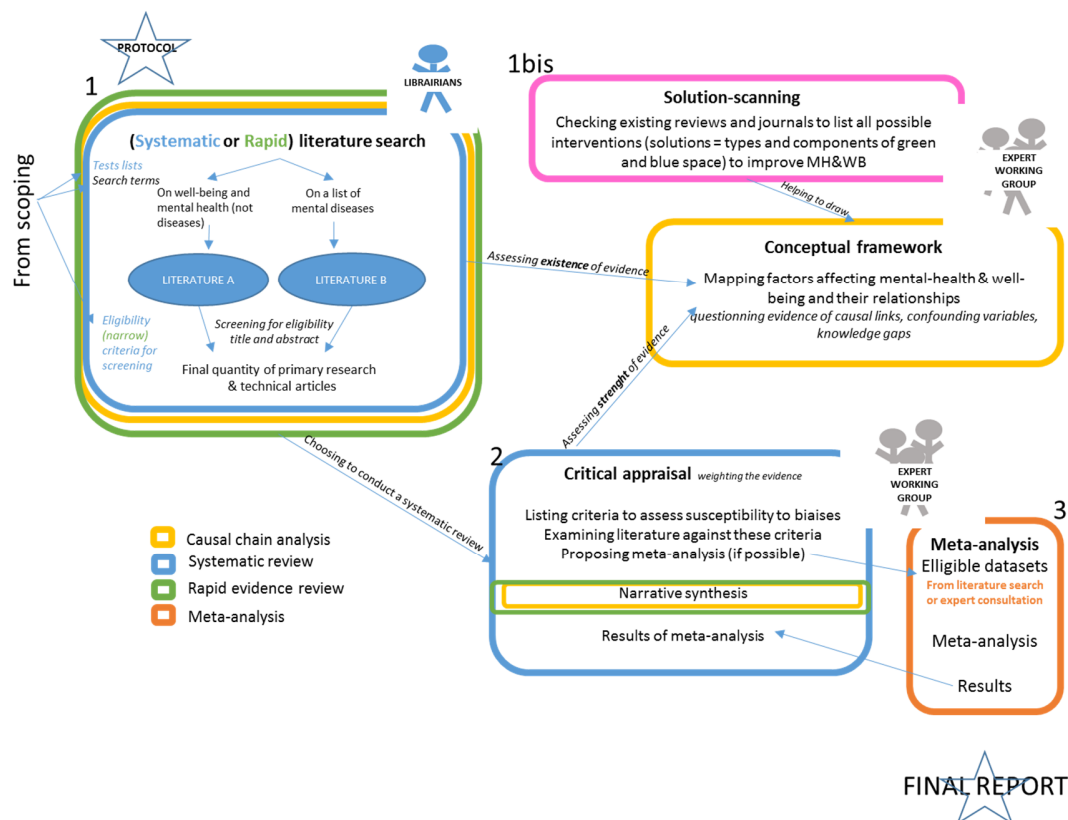 PROTOCOL
1
LIBRAIRIANS
(Systematic or Rapid) literature search
From scoping
Tests lists
Search terms
On well-being and
mental health (not
diseases)
On a list of
mental diseases
LITERATURE A
LITERATURE B
Eligibility
(narrow)
criteria for
screening
Screening for eligibility
title and abstract
Final quantity of primary research
& technical articles
1bis
Solution-scanning
Checking existing reviews and journals to list all possible
interventions (solutions = types and components of green
and blue space) to improve MH&WB
EXPERT
WORKING
GROUP
Helping to draw
Conceptual framework
Mapping factors affecting mental-health & well-
being and their relationships
questionning evidence of causal links, confounding variables,
knowledge gaps
Assessing existence of evidence
Assessing strenght of evidence
Choosing to conduct a systematic review
2
Critical appraisal weighting the evidence
Listing criteria to assess susceptibility to biaises
Examining literature against these criteria
Proposing meta-analysis (if possible)
Narrative synthesis
Results of meta-analysis
EXPERT
WORKING
GROUP
3
Meta-analysis
Elligible datasets
From literature search
or expert consultation
Meta-analysis
Results
Causal chain analysis
Systematic review
Rapid evidence review
Meta-analysis
FINAL REPORT